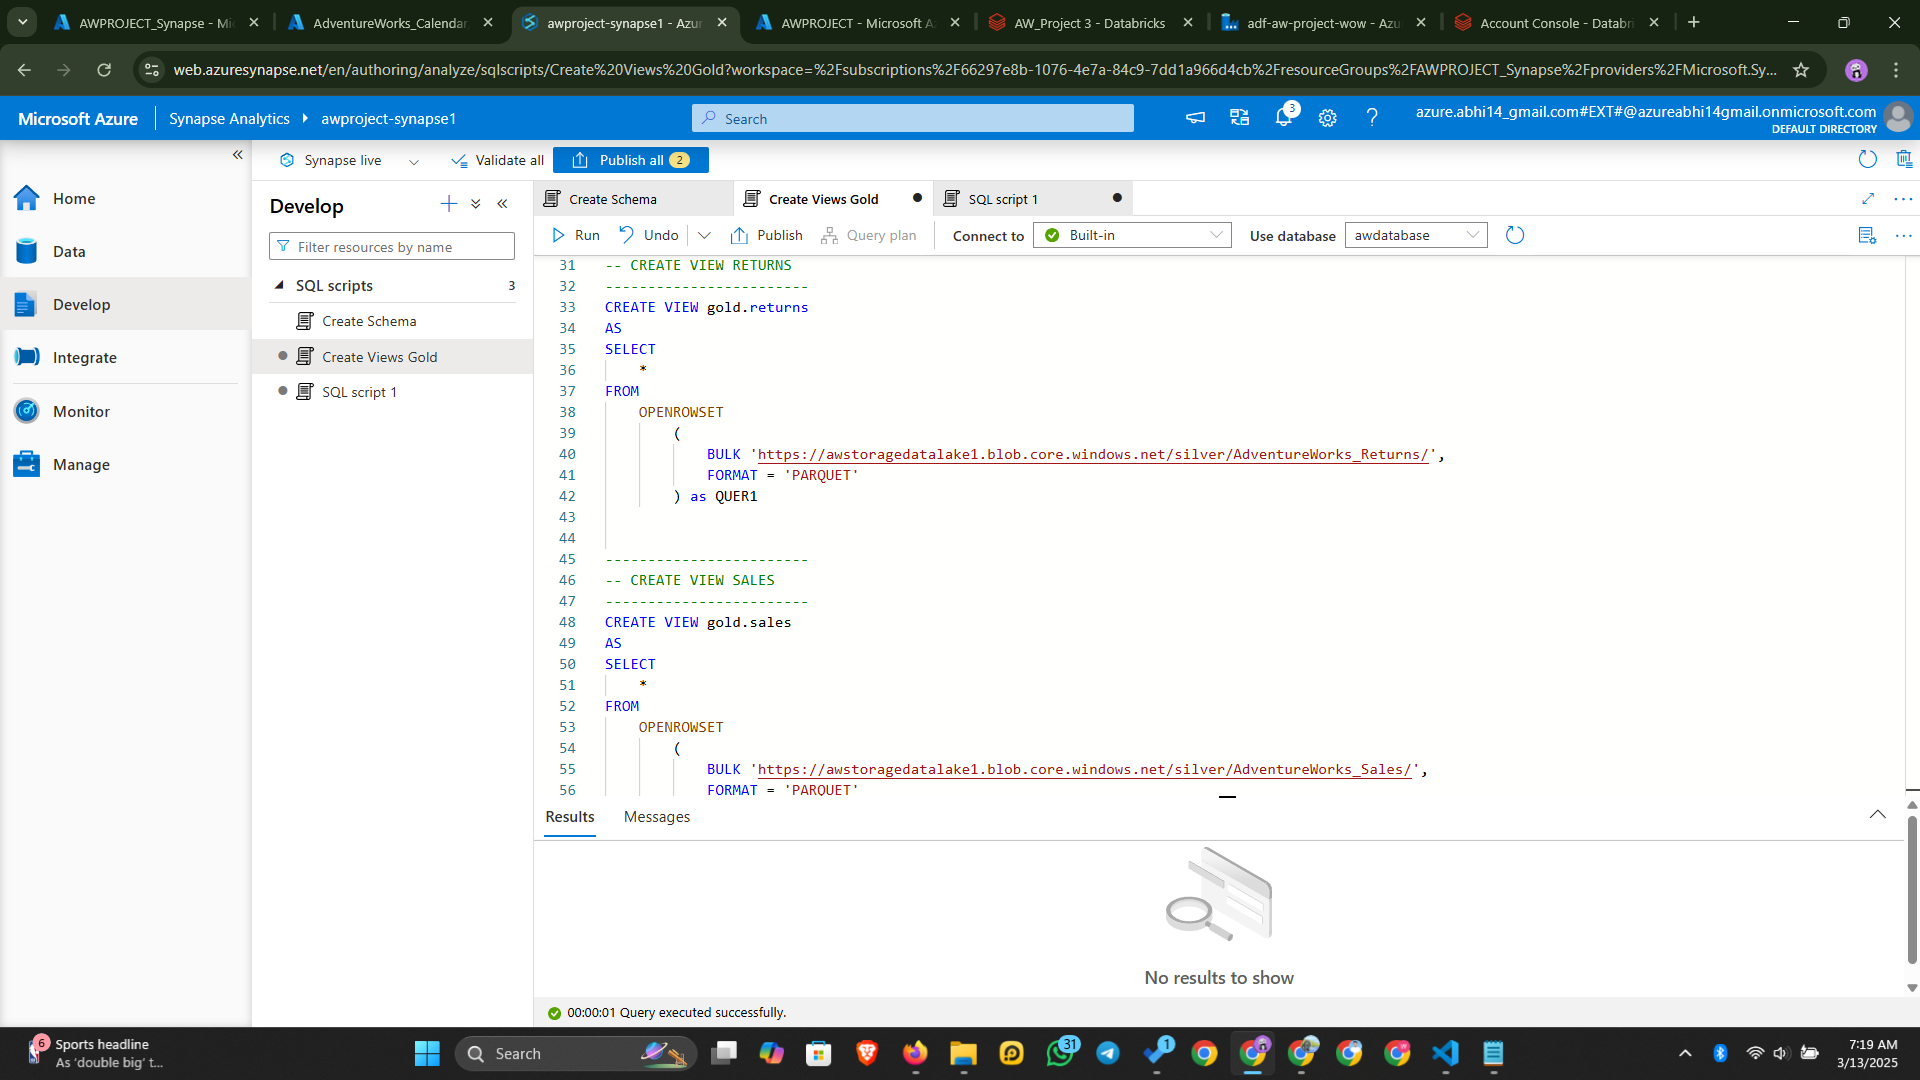 AWPROJECT_Synapse - Mi
AdventureWorks_Calendar
awproject-synapse1 - Azur
AWPROJECT - Microsoft A
AW_Project 3 - Databricks
adf-aw-project-wow - Azu
Account Console - Databri
web.azuresynapse.net/en/authoring/analyze/sqlscripts/Create%20Views%20Gold?workspace=%2Fsubscriptions%2F66297e8b-1076-4e7a-84c9-7dd1a966d4cb%2FresourceGroups%2FAWPROJECT_Synapse%2Fproviders%2FMicrosoft.Sy...
Microsoft Azure
Synapse Analytics
awproject-synapse1
Search
3
azure.abhi14_gmail.com#EXT#@azureabhi14gmail.onmicrosoft.com
DEFAULT DIRECTORY
Synapse live
Validate all
Publish all 2
Home
Data
Develop
Integrate
Monitor
Manage
Develop
Filter resources by name
SQL scripts 3
Create Schema
Create Views Gold
SQL script 1
Create Schema
Create Views Gold
SQL script 1
Run
Undo
Publish
Query plan
Connect to
Built-in
Use database
awdatabase
31 -- CREATE VIEW RETURNS
32 ------------------------
33 CREATE VIEW gold.returns
34 AS
35 SELECT
36 *
37 FROM
38 OPENROWSET
39 (
40 BULK 'https://awstoragedatalake1.blob.core.windows.net/silver/AdventureWorks_Returns/',
41 FORMAT = 'PARQUET'
42 ) as QUER1
43
44
45 ------------------------
46 -- CREATE VIEW SALES
47 ------------------------
48 CREATE VIEW gold.sales
49 AS
50 SELECT
51 *
52 FROM
53 OPENROWSET
54 (
55 BULK 'https://awstoragedatalake1.blob.core.windows.net/silver/AdventureWorks_Sales/',
56 FORMAT = 'PARQUET'
Results
Messages
No results to show
00:00:01 Query executed successfully.
6
Sports headline
As 'double big' t...
Search
31
1
7:19 AM
3/13/2025